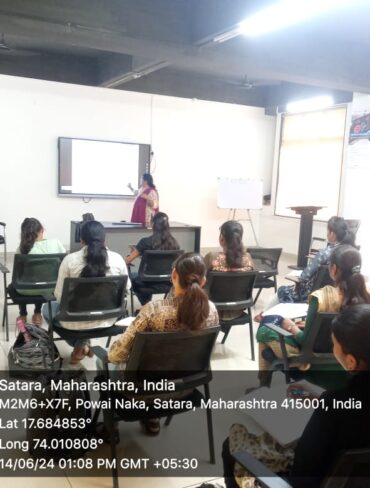 Satara, Maharashtra, India
M2M6+X7F, Powai Naka, Satara, Maharashtra 415001, India
Lat 17.684853°
Long 74.010808°
14/06/24 01:08 PM GMT +05:30